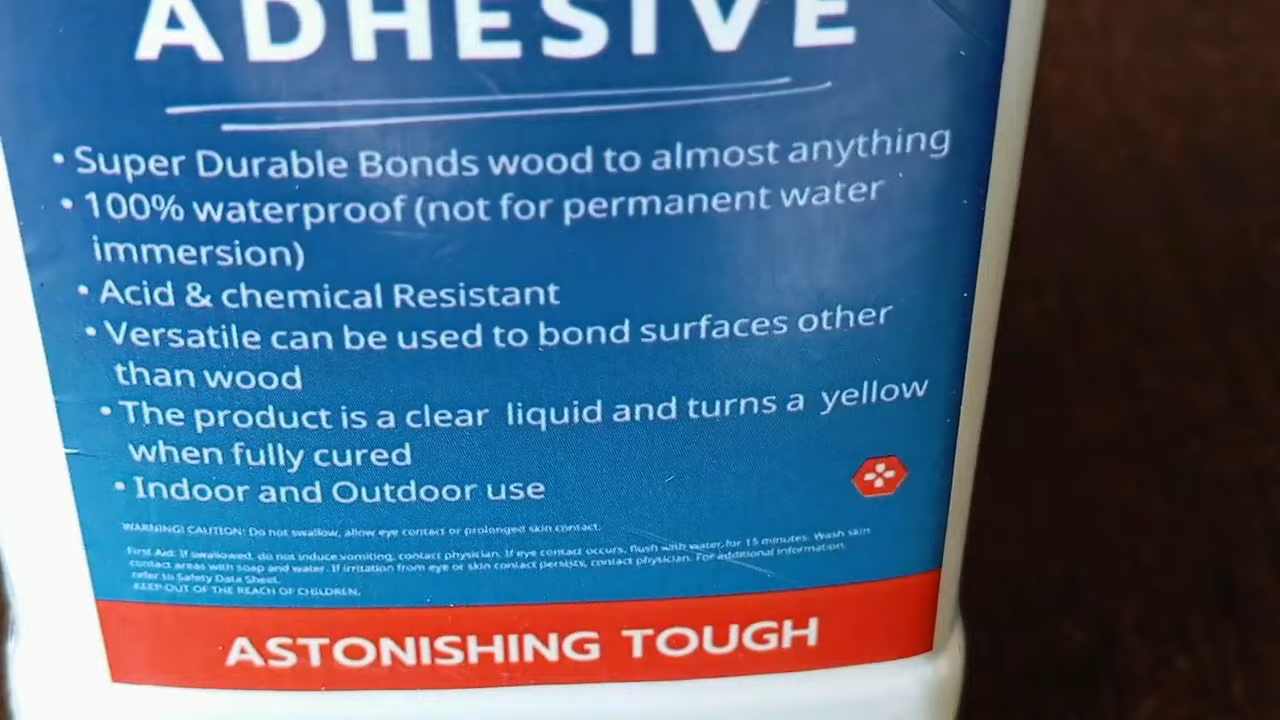 ADHESIVE
• Super Durable Bonds wood to almost anything
• 100% waterproof (not for permanent water
immersion)
• Acid & chemical Resistant
• Versatile can be used to bond surfaces other
than wood
• The product is a clear liquid and turns a yellow
when fully cured
• Indoor and Outdoor use
WARNING! CAUTION: Do not swallow, allow eye contact or prolonged skin contact.
First Aid: If swallowed, do not induce vomiting, contact physician. If eye contact occurs, flush with water for 15 minutes. Wash skin
contact areas with soap and water. If irritation from eye or skin contact persists, contact physician. For additional information,
refer to Safety Data Sheet.
KEEP OUT OF THE REACH OF CHILDREN.
ASTONISHING TOUGH